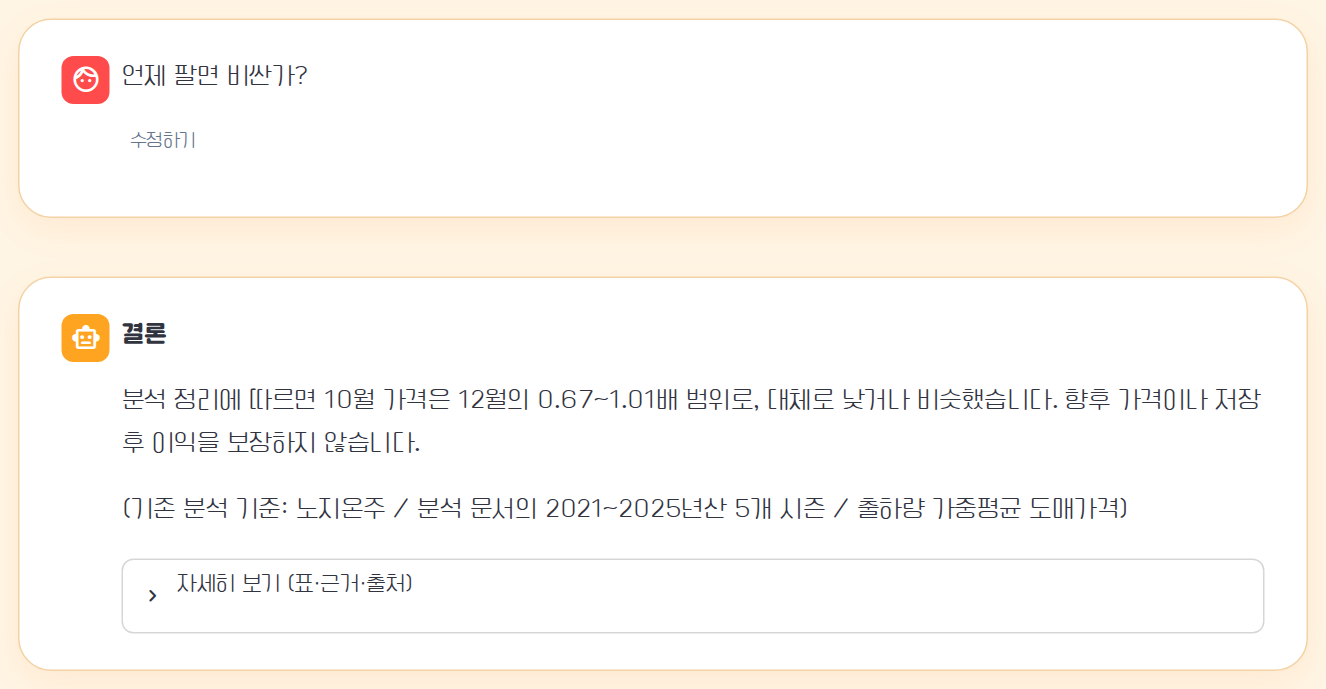 언제 팔면 비싼가?
수정하기
결론
분석 정리에 따르면 10월 가격은 12월의 0.67~1.01배 범위로, 대체로 낮거나 비슷했습니다. 향후 가격이나 저장
후 이익을 보장하지 않습니다.
(기존 분석 기준: 노지온주 / 분석 문서의 2021~2025년산 5개 시즌 / 출하량 가중평균 도매가격)
자세히 보기 (표·근거·출처)